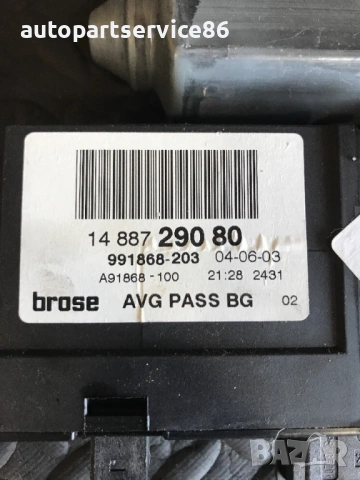 autopartservice86
14 887 290 80
991868-203 04-06-03
A91868-100 21:28 2431
brose AVG PASS BG 02
BAZAR